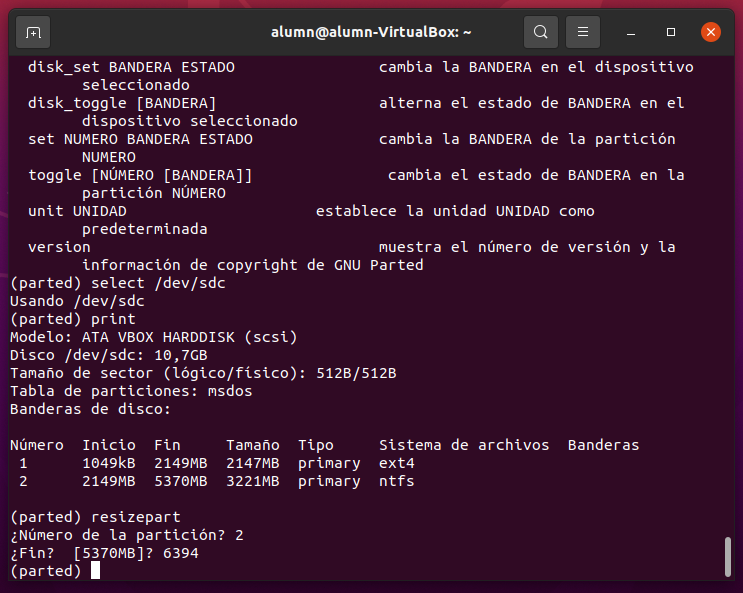 alumn@alumn-VirtualBox: ~
disk_set BANDERA ESTADO                cambia la BANDERA en el dispositivo
seleccionado
disk_toggle [BANDERA]                  alterna el estado de BANDERA en el
dispositivo seleccionado
set NUMERO BANDERA ESTADO              cambia la BANDERA de la partición
NUMERO
toggle [NÚMERO [BANDERA]]               cambia el estado de BANDERA en la
partición NÚMERO
unit UNIDAD                     establece la unidad UNIDAD como
predeterminada
version                                muestra el número de versión y la
información de copyright de GNU Parted
(parted) select /dev/sdc
Usando /dev/sdc
(parted) print
Modelo: ATA VBOX HARDDISK (scsi)
Disco /dev/sdc: 10,7GB
Tamaño de sector (lógico/físico): 512B/512B
Tabla de particiones: msdos
Banderas de disco:
Número  Inicio  Fin     Tamaño  Tipo     Sistema de archivos  Banderas
1      1049kB  2149MB  2147MB  primary  ext4
2      2149MB  5370MB  3221MB  primary  ntfs
(parted) resizepart
¿Número de la partición? 2
¿Fin?  [5370MB]? 6394
(parted)